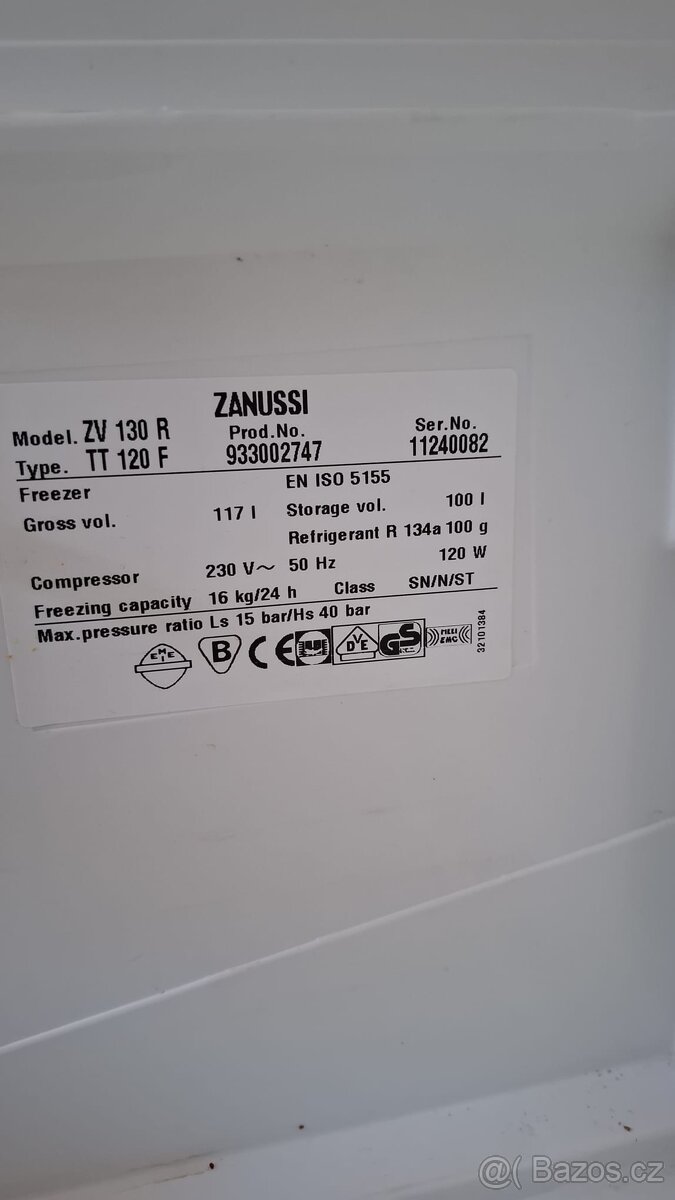 ZANUSSI
Model. ZV 130 R Prod.No. Ser.No.
Type. TT 120 F 933002747 11240082
Freezer EN ISO 5155
Gross vol. 117 l Storage vol. 100 l
Refrigerant R 134a 100 g
Compressor 230 V~ 50 Hz 120 W
Freezing capacity 16 kg/24 h Class SN/N/ST
Max.pressure ratio Ls 15 bar/Hs 40 bar
B CE DVE GS
32101384
@( Bazos.cz